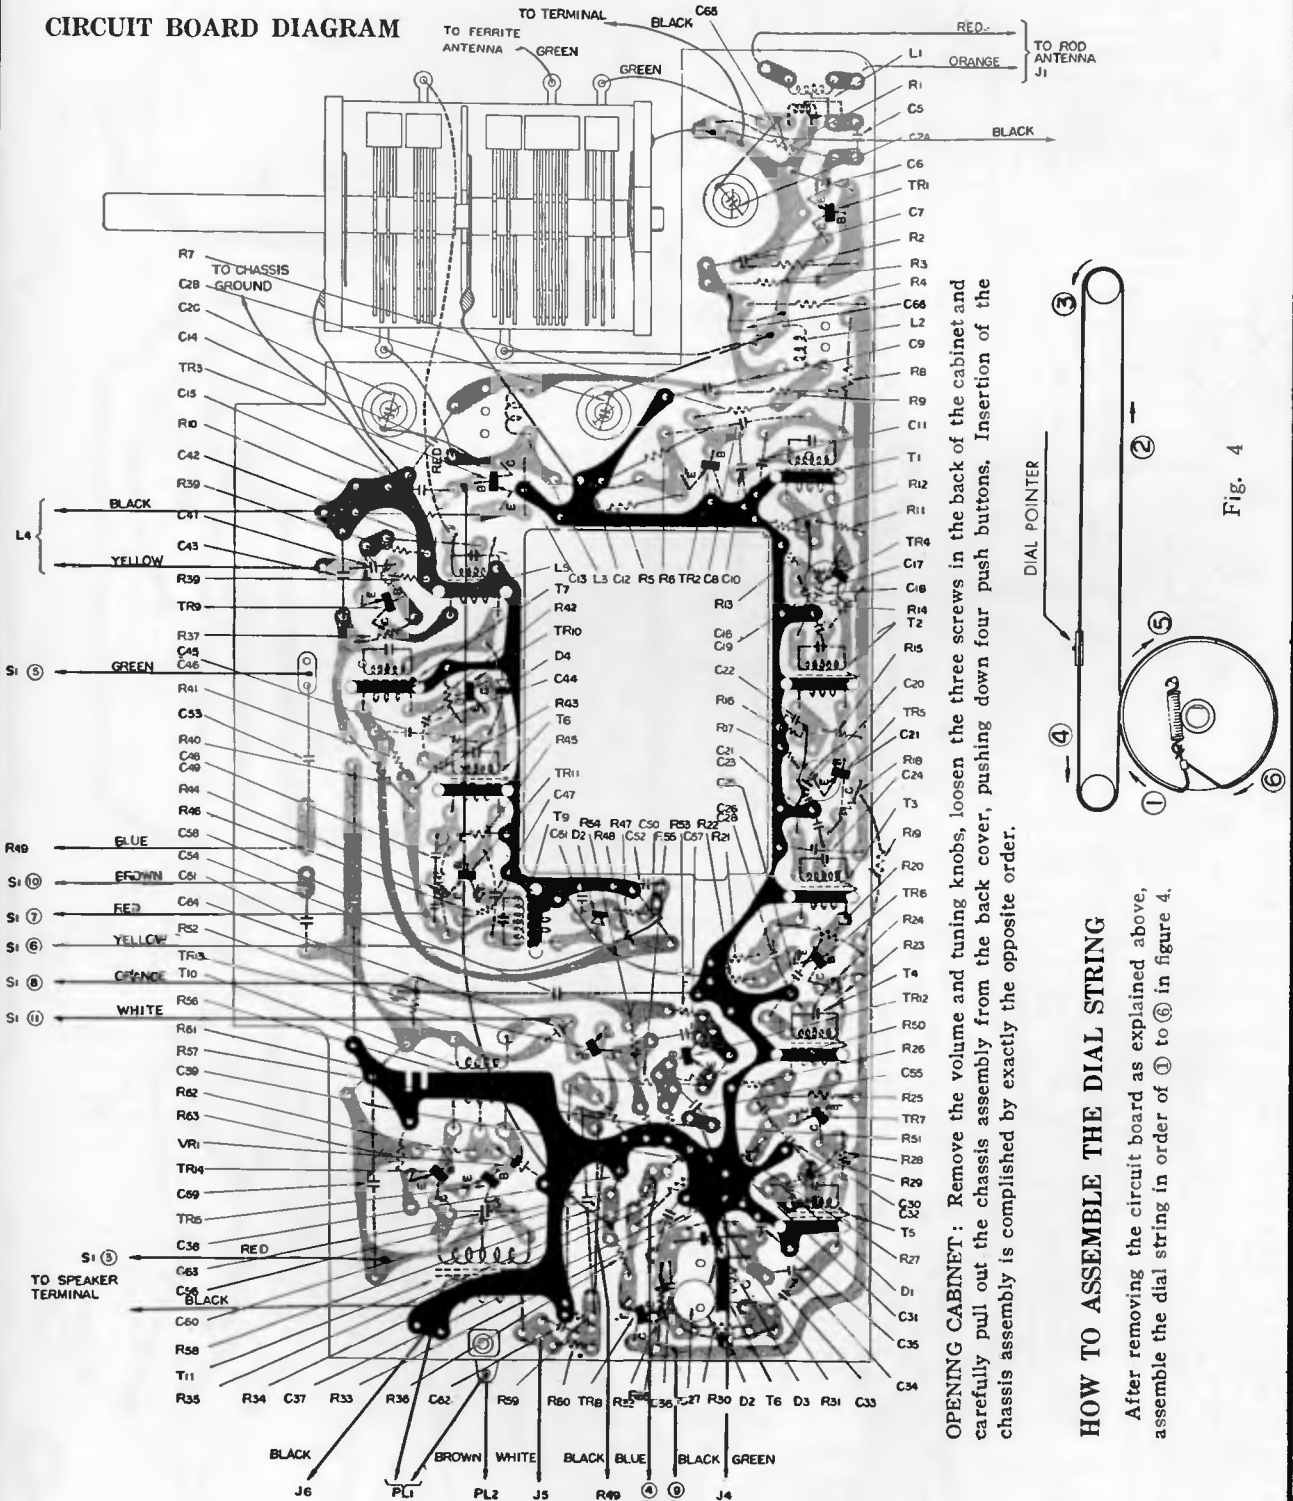 CIRCUIT BOARD DIAGRAM
TO TERMINAL
BLACK
C65
TO FERRITE
ANTENNA
GREEN
GREEN
RED
ORANGE
TO ROD
ANTENNA
J1
BLACK
L1
R1
C5
C2A
C6
TR1
C7
R2
R3
R4
C66
L2
C9
R8
R9
C11
T1
R12
R11
TR4
C17
C18
R14
T2
R15
C20
TR5
C21
R18
C24
T3
R19
R20
TR6
R24
R23
T4
TR12
R50
R26
C55
R25
TR7
R51
R28
R29
C30
C32
T5
R27
D1
C31
C35
C34
R7
TO CHASSIS
GROUND
C2B
C2C
C14
TR3
C15
R10
C42
R39
C41
C43
R39
TR9
R37
C45
C46
R41
C53
R40
C48
C49
R44
R46
C58
C54
C51
C64
R52
TR13
T10
R56
R61
R57
C39
R62
R63
VR1
TR14
C69
TR15
C38
C63
C56
C60
R58
T11
RED
L4
BLACK
YELLOW
S1 ⑤
GREEN
R49
BLUE
S1 ⑩
BROWN
S1 ⑦
RED
S1 ⑥
YELLOW
S1 ⑧
ORANGE
S1 ⑪
WHITE
S1 ③
RED
TO SPEAKER
TERMINAL
BLACK
L5
T7
R42
TR10
D4
C44
R43
T6
R45
TR11
C47
T9
C13 L3 C12 R5 R6 TR2 C8 C10
R13
C16
C19
C22
R16
R17
C21
C23
C25
C26
C28
C61 D2 R54 R48 R47 C52 C50 R53 C57 R22 R21
R35 R34 C37 R33 R36 C62 R59 R60 TR8 C27 R30 D2 T6 D3 R31 C33
BLACK
BROWN
WHITE
BLACK
BLUE
BLACK
GREEN
J6
PL1
PL2
J5
R49
④
⑨
J4
OPENING CABINET : Remove the volume and tuning knobs, loosen the three screws in the back of the cabinet and
carefully pull out the chassis assembly from the back cover, pushing down four push buttons. Insertion of the
chassis assembly is complished by exactly the opposite order.
HOW TO ASSEMBLE THE DIAL STRING
After removing the circuit board as explained above,
assemble the dial string in order of ① to ⑥ in figure 4.
DIAL POINTER
①
②
③
④
⑤
⑥
Fig. 4